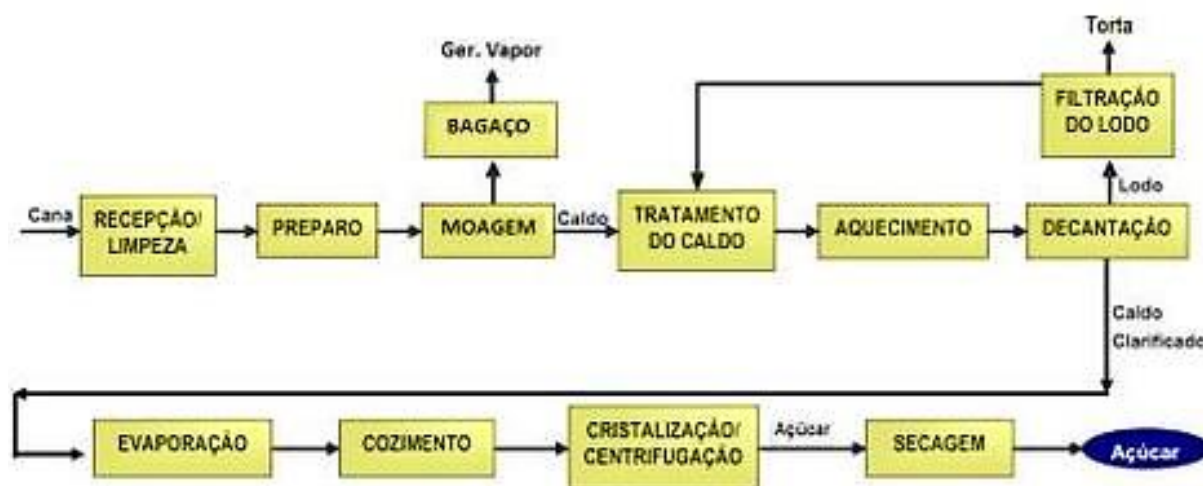 Torta
Ger. Vapor
FILTRAÇÃO
DO LODO
BAGAÇO
Lodo
Cana
RECEPÇÃO/
LIMPEZA
PREPARO
MOAGEM
Caldo
TRATAMENTO
DO CALDO
AQUECIMENTO
DECANTAÇÃO
Caldo
Clarificado
EVAPORAÇÃO
COZIMENTO
CRISTALIZAÇÃO/
CENTRIFUGAÇÃO
Açúcar
SECAGEM
Açúcar